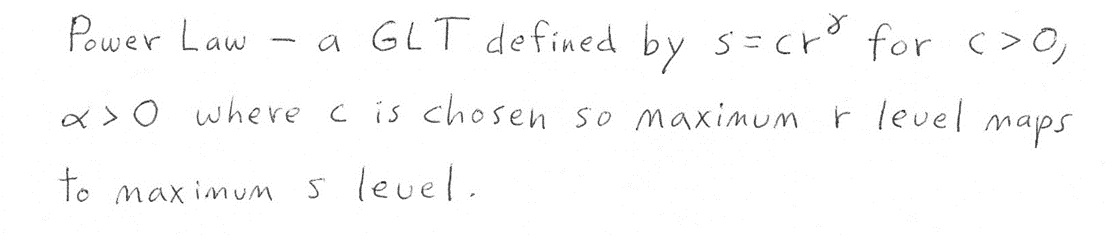 Power Law – a GLT defined by s = cr^γ for c > 0,
α > 0 where c is chosen so maximum r level maps
to maximum s level.